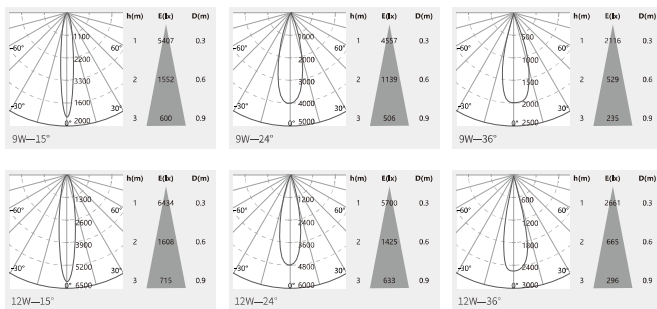 h(m) E(lx) D(m)
1100
60° 60°
1 5407 0.3
2200
3300
2 1552 0.6
1600
30° 30°
0° 2000
3 600 0.9
9W—15°
h(m) E(lx) D(m)
1000
60° 60°
1 4557 0.3
2000
3000
2 1139 0.6
4000
30° 30°
0° 5000
3 506 0.9
9W—24°
h(m) E(lx) D(m)
500
60° 60°
1 2116 0.3
1000
1500
2 529 0.6
2000
30° 30°
0° 2500
3 235 0.9
9W—36°
h(m) E(lx) D(m)
1300
60° 60°
1 6434 0.3
2600
3900
2 1608 0.6
5200
30° 30°
0° 6500
3 715 0.9
12W—15°
h(m) E(lx) D(m)
1200
60° 60°
1 5700 0.3
2400
3600
2 1425 0.6
4800
30° 30°
0° 6000
3 633 0.9
12W—24°
h(m) E(lx) D(m)
600
60° 60°
1 2661 0.3
1200
1800
2 665 0.6
2400
30° 30°
0° 3000
3 296 0.9
12W—36°